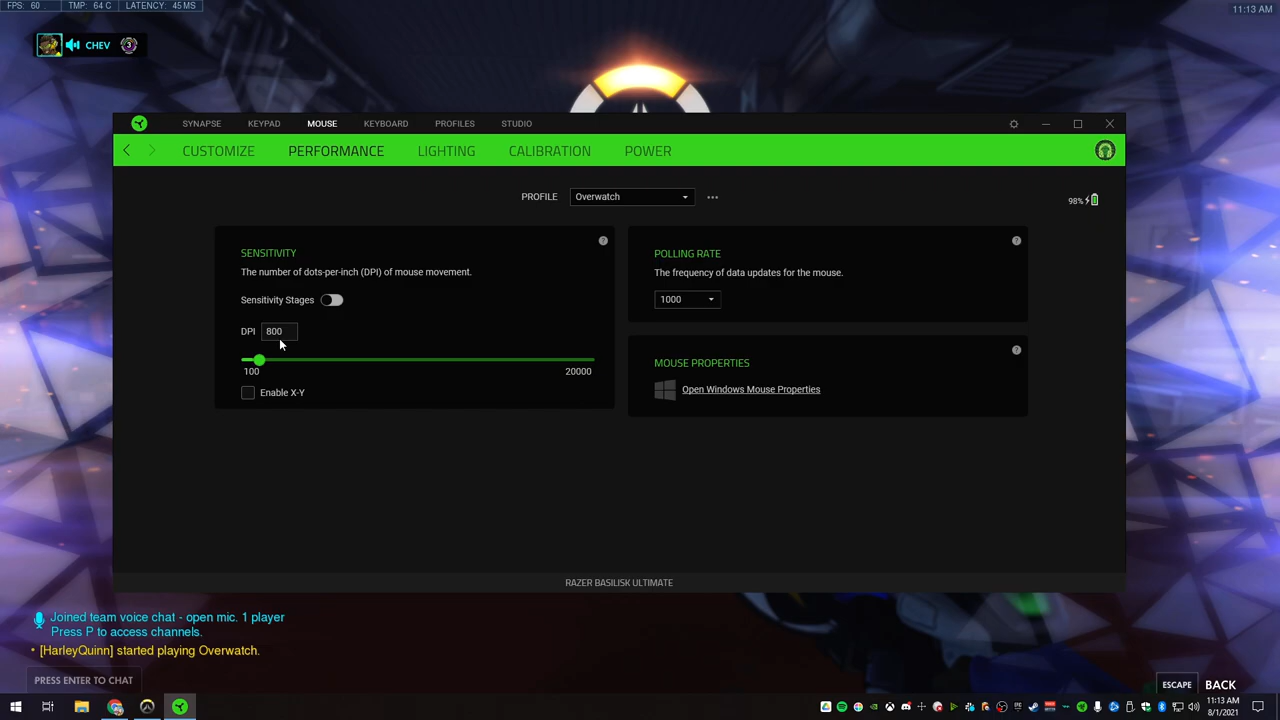 FPS: 60 . TMP: 64 C LATENCY: 45 MS
11:13 AM
CHEV 3
SYNAPSE KEYPAD MOUSE KEYBOARD PROFILES STUDIO
CUSTOMIZE PERFORMANCE LIGHTING CALIBRATION POWER
PROFILE Overwatch
98%
SENSITIVITY
The number of dots-per-inch (DPI) of mouse movement.
Sensitivity Stages
DPI 800
100 20000
Enable X-Y
POLLING RATE
The frequency of data updates for the mouse.
1000
MOUSE PROPERTIES
Open Windows Mouse Properties
RAZER BASILISK ULTIMATE
Joined team voice chat - open mic. 1 player
Press P to access channels.
• [HarleyQuinn] started playing Overwatch.
PRESS ENTER TO CHAT
ESCAPE BACK
11:13 AM
8/1/2021